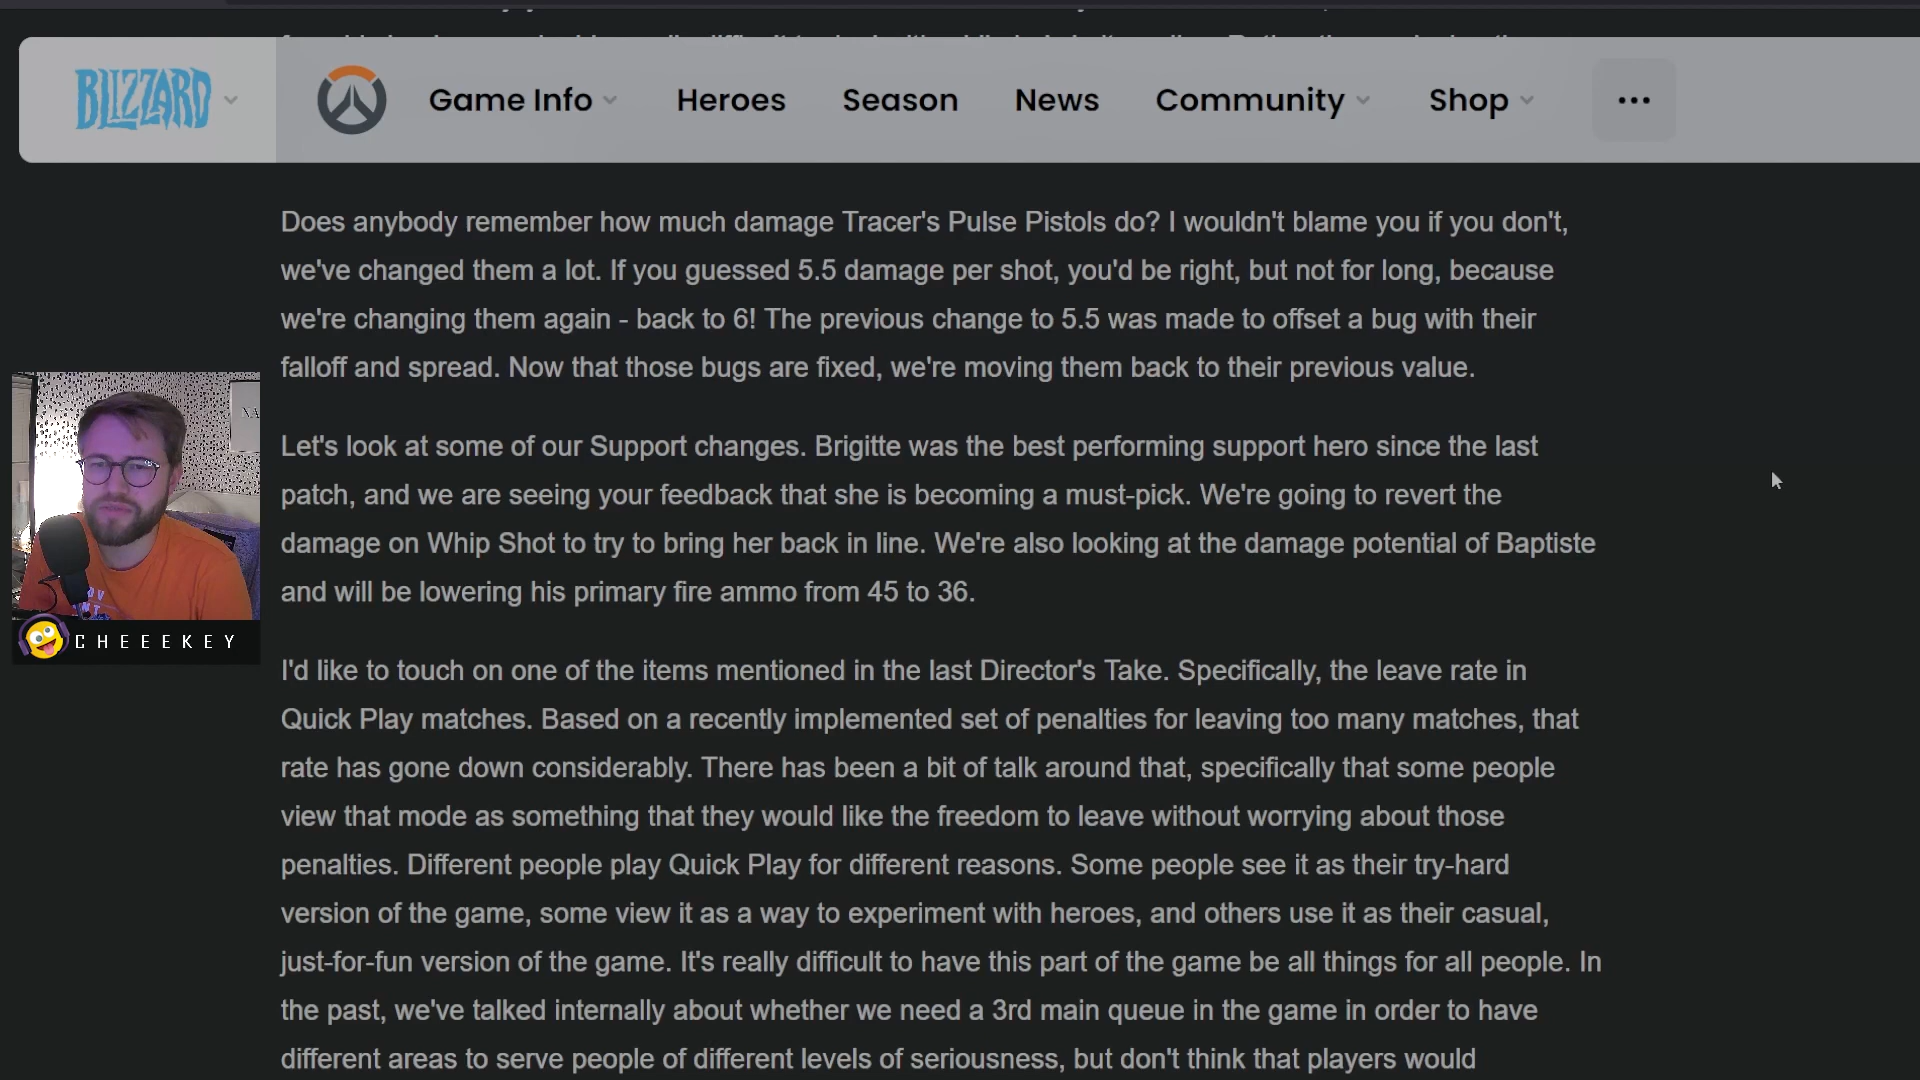 BLIZZARD
Game Info
Heroes
Season
News
Community
Shop
Does anybody remember how much damage Tracer's Pulse Pistols do? I wouldn't blame you if you don't,
we've changed them a lot. If you guessed 5.5 damage per shot, you'd be right, but not for long, because
we're changing them again - back to 6! The previous change to 5.5 was made to offset a bug with their
falloff and spread. Now that those bugs are fixed, we're moving them back to their previous value.
Let's look at some of our Support changes. Brigitte was the best performing support hero since the last
patch, and we are seeing your feedback that she is becoming a must-pick. We're going to revert the
damage on Whip Shot to try to bring her back in line. We're also looking at the damage potential of Baptiste
and will be lowering his primary fire ammo from 45 to 36.
CHEEEKEY
I'd like to touch on one of the items mentioned in the last Director's Take. Specifically, the leave rate in
Quick Play matches. Based on a recently implemented set of penalties for leaving too many matches, that
rate has gone down considerably. There has been a bit of talk around that, specifically that some people
view that mode as something that they would like the freedom to leave without worrying about those
penalties. Different people play Quick Play for different reasons. Some people see it as their try-hard
version of the game, some view it as a way to experiment with heroes, and others use it as their casual,
just-for-fun version of the game. It's really difficult to have this part of the game be all things for all people. In
the past, we've talked internally about whether we need a 3rd main queue in the game in order to have
different areas to serve people of different levels of seriousness, but don't think that players would